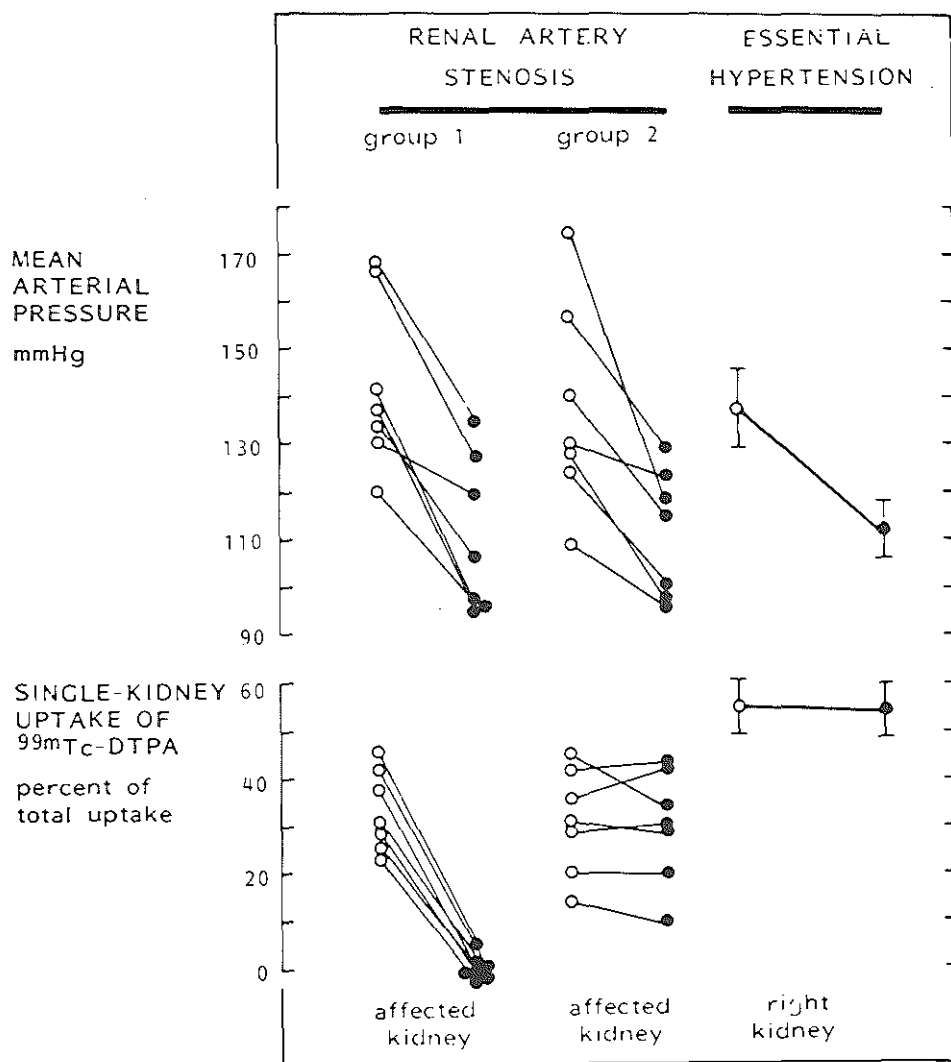 RENAL ARTERY
STENOSIS
ESSENTIAL
HYPERTENSION
group 1
group 2
MEAN
ARTERIAL
PRESSURE
mmHg
170
150
130
110
90
SINGLE-KIDNEY
UPTAKE OF
99mTc-DTPA
percent of
total uptake
60
40
20
0
affected
kidney
affected
kidney
right
kidney